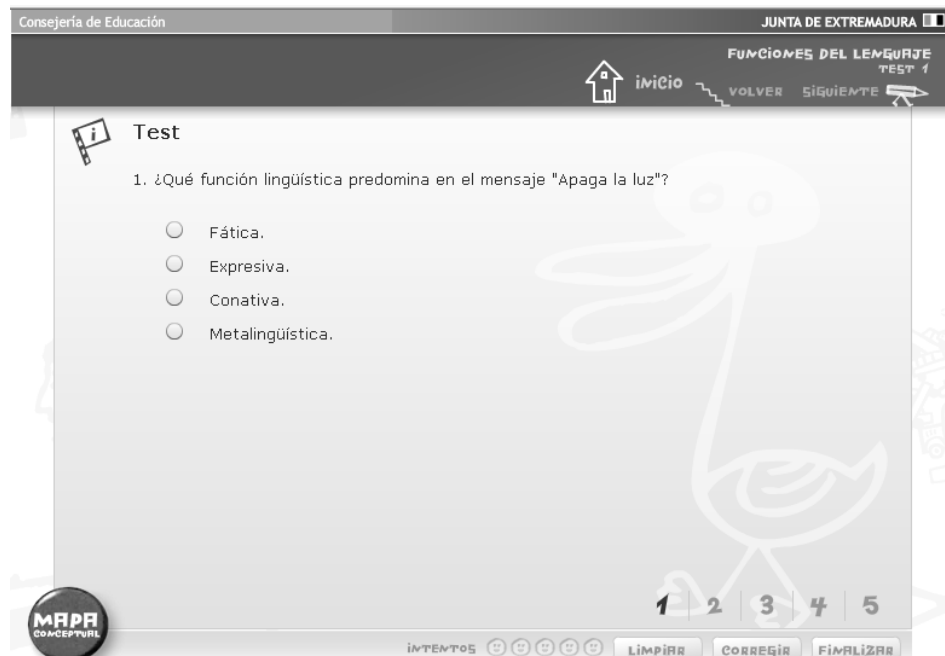 Consejería de Educación
JUNTA DE EXTREMADURA
FUNCIONES DEL LENGUAJE
TEST 1
iNiCiO
VOLVER SiGUiENTE
i
Test
1. ¿Qué función lingüística predomina en el mensaje "Apaga la luz"?
Fática.
Expresiva.
Conativa.
Metalingüística.
1 2 3 4 5
MAPA
CONCEPTUAL
iNTENTOS LiMPiAR CORREGiR FiNALiZAR